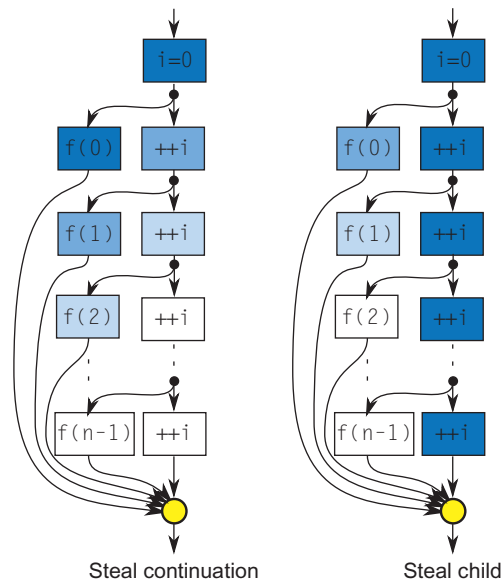 i=0
f(0) ++i
f(1) ++i
f(2) ++i
f(n-1) ++i
Steal continuation
i=0
f(0) ++i
f(1) ++i
f(2) ++i
f(n-1) ++i
Steal child